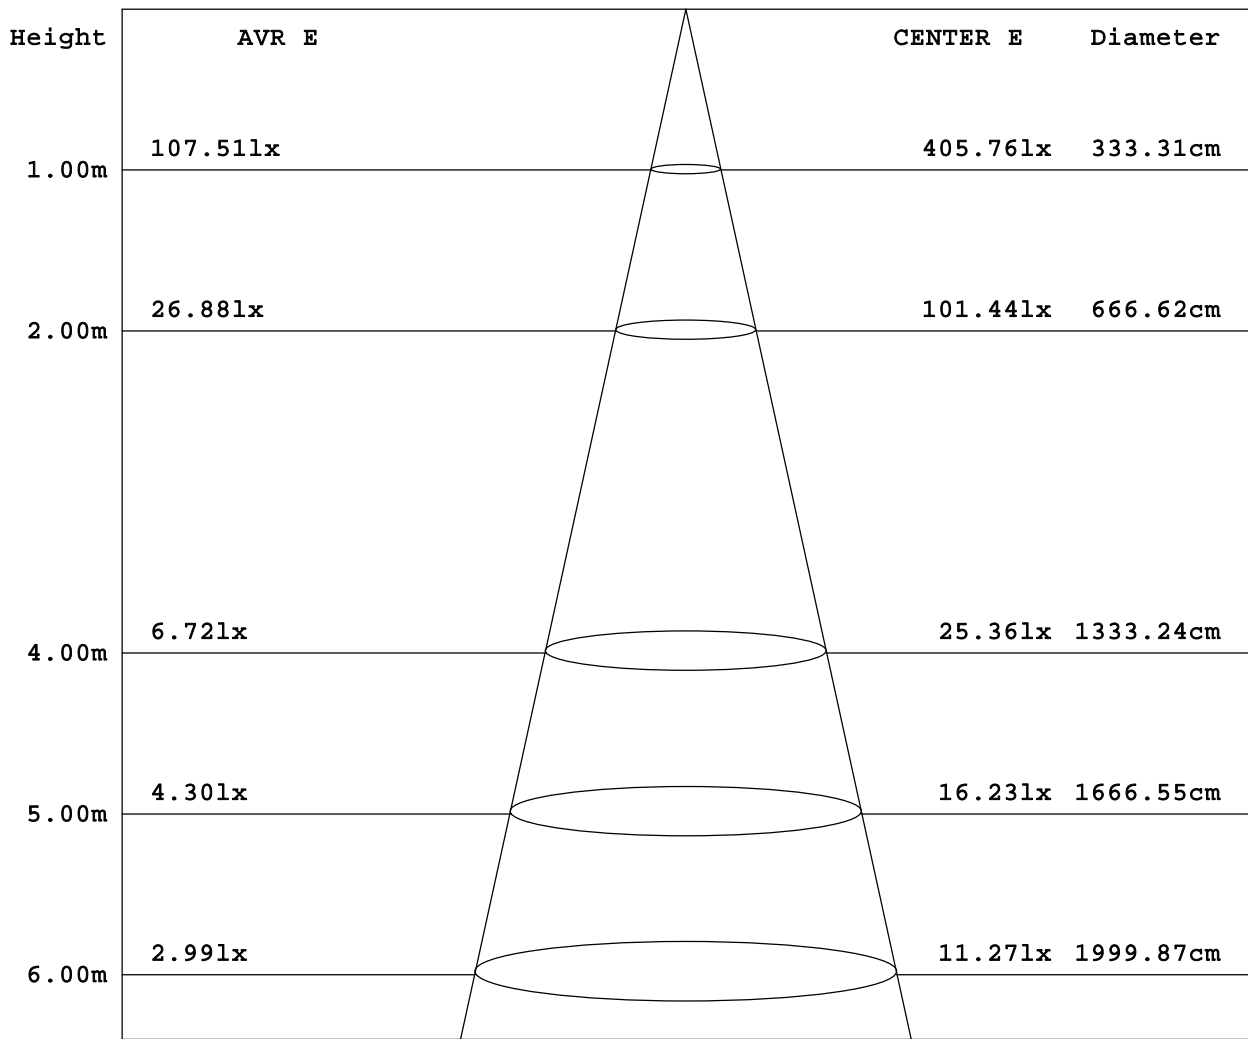 Height AVR E CENTER E Diameter
107.51lx 405.76lx 333.31cm
1.00m
26.88lx 101.44lx 666.62cm
2.00m
6.72lx 25.36lx 1333.24cm
4.00m
4.30lx 16.23lx 1666.55cm
5.00m
2.99lx 11.27lx 1999.87cm
6.00m